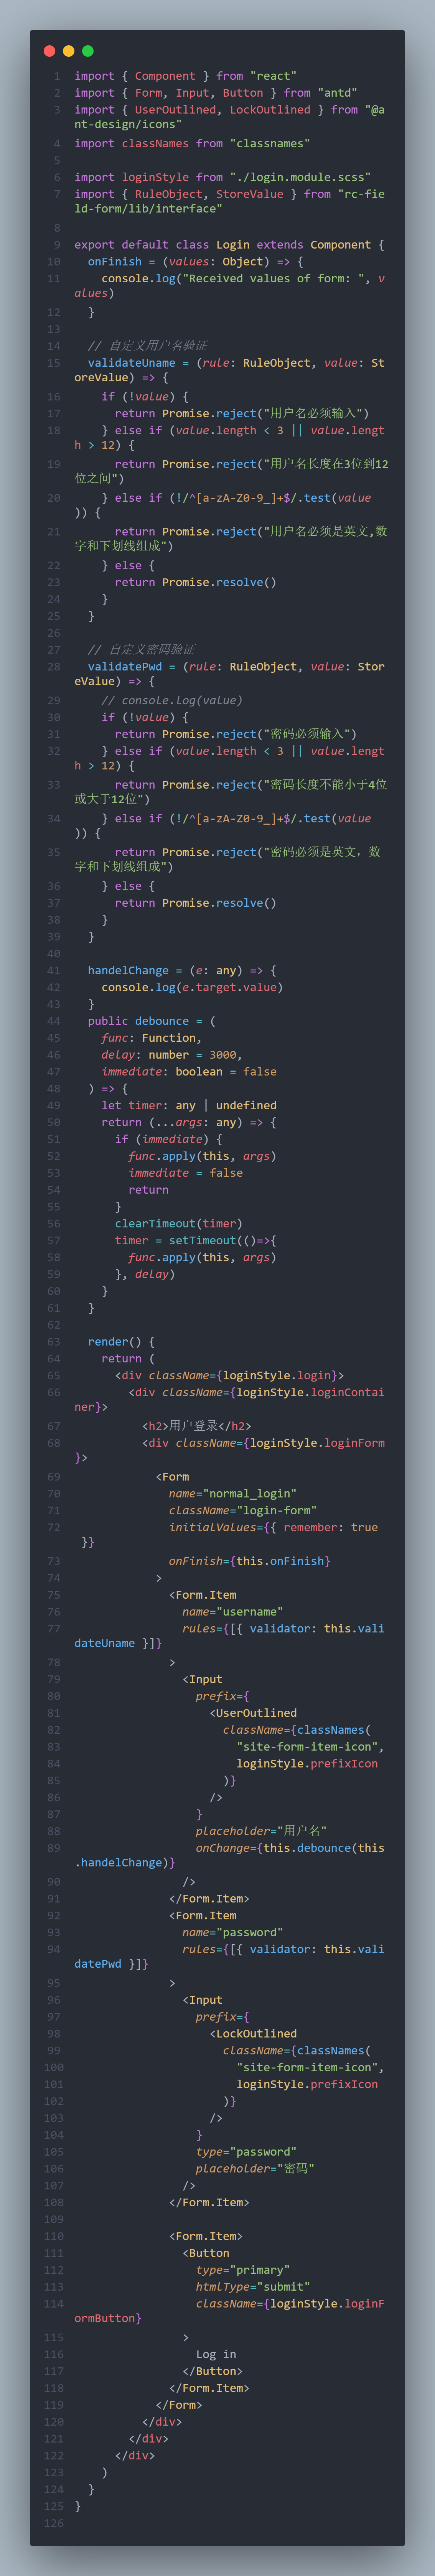 1 import { Component } from "react"
2 import { Form, Input, Button } from "antd"
3 import { UserOutlined, LockOutlined } from "@a
nt-design/icons"
4 import classNames from "classnames"
5
6 import loginStyle from "./login.module.scss"
7 import { RuleObject, StoreValue } from "rc-fie
ld-form/lib/interface"
8
9 export default class Login extends Component {
10   onFinish = (values: Object) => {
11     console.log("Received values of form: ", v
alues)
12   }
13
14   // 自定义用户名验证
15   validateUname = (rule: RuleObject, value: St
oreValue) => {
16     if (!value) {
17       return Promise.reject("用户名必须输入")
18     } else if (value.length < 3 || value.lengt
h > 12) {
19       return Promise.reject("用户名长度在3位到12
位之间")
20     } else if (!/^[a-zA-Z0-9_]+$/.test(value
)) {
21       return Promise.reject("用户名必须是英文,数
字和下划线组成")
22     } else {
23       return Promise.resolve()
24     }
25   }
26
27   // 自定义密码验证
28   validatePwd = (rule: RuleObject, value: Stor
eValue) => {
29     // console.log(value)
30     if (!value) {
31       return Promise.reject("密码必须输入")
32     } else if (value.length < 3 || value.lengt
h > 12) {
33       return Promise.reject("密码长度不能小于4位
或大于12位")
34     } else if (!/^[a-zA-Z0-9_]+$/.test(value
)) {
35       return Promise.reject("密码必须是英文，数
字和下划线组成")
36     } else {
37       return Promise.resolve()
38     }
39   }
40
41   handelChange = (e: any) => {
42     console.log(e.target.value)
43   }
44   public debounce = (
45     func: Function,
46     delay: number = 3000,
47     immediate: boolean = false
48   ) => {
49     let timer: any | undefined
50     return (...args: any) => {
51       if (immediate) {
52         func.apply(this, args)
53         immediate = false
54         return
55       }
56       clearTimeout(timer)
57       timer = setTimeout(()=>{
58         func.apply(this, args)
59       }, delay)
60     }
61   }
62
63   render() {
64     return (
65       <div className={loginStyle.login}>
66         <div className={loginStyle.loginContai
ner}>
67           <h2>用户登录</h2>
68           <div className={loginStyle.loginForm
}>
69             <Form
70               name="normal_login"
71               className="login-form"
72               initialValues={{ remember: true
 }}
73               onFinish={this.onFinish}
74             >
75               <Form.Item
76                 name="username"
77                 rules={[{ validator: this.vali
dateUname }]}
78               >
79                 <Input
80                   prefix={
81                     <UserOutlined
82                       className={classNames(
83                         "site-form-item-icon",
84                         loginStyle.prefixIcon
85                       )}
86                     />
87                   }
88                   placeholder="用户名"
89                   onChange={this.debounce(this
.handelChange)}
90                 />
91               </Form.Item>
92               <Form.Item
93                 name="password"
94                 rules={[{ validator: this.vali
datePwd }]}
95               >
96                 <Input
97                   prefix={
98                     <LockOutlined
99                       className={classNames(
100                         "site-form-item-icon",
101                         loginStyle.prefixIcon
102                       )}
103                     />
104                   }
105                   type="password"
106                   placeholder="密码"
107                 />
108               </Form.Item>
109
110               <Form.Item>
111                 <Button
112                   type="primary"
113                   htmlType="submit"
114                   className={loginStyle.loginF
ormButton}
115                 >
116                   Log in
117                 </Button>
118               </Form.Item>
119             </Form>
120           </div>
121         </div>
122       </div>
123     )
124   }
125 }
126